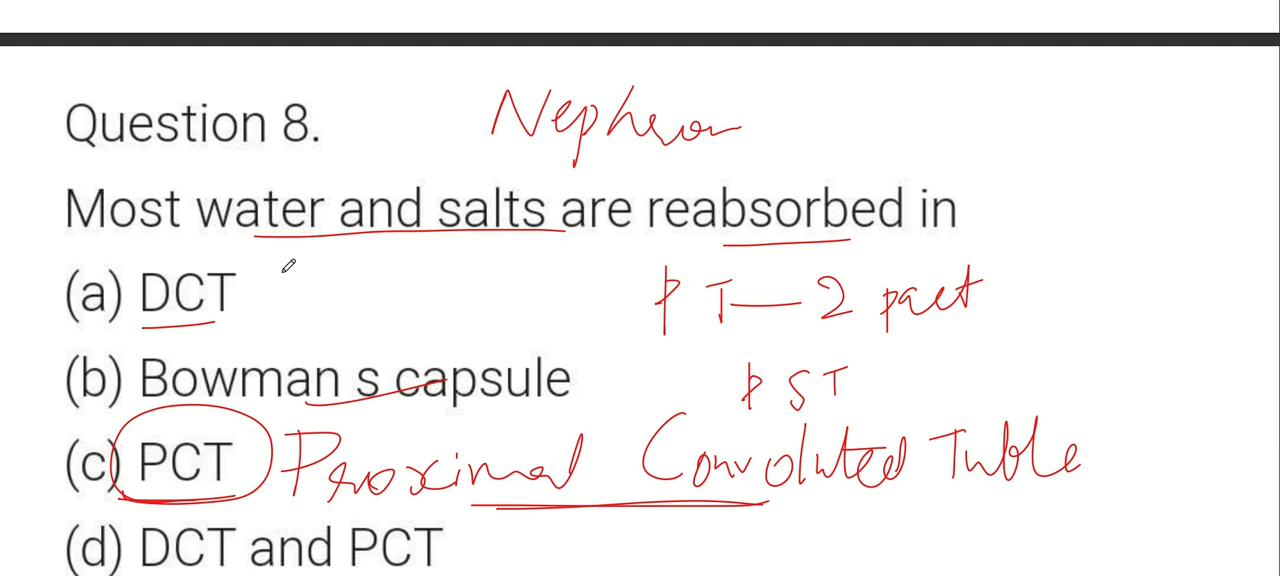 Question 8.
Nephron
Most water and salts are reabsorbed in
(a) DCT
PT-2 part
(b) Bowman s capsule
PST
(c) PCT Proximal Convoluted Tuble
(d) DCT and PCT